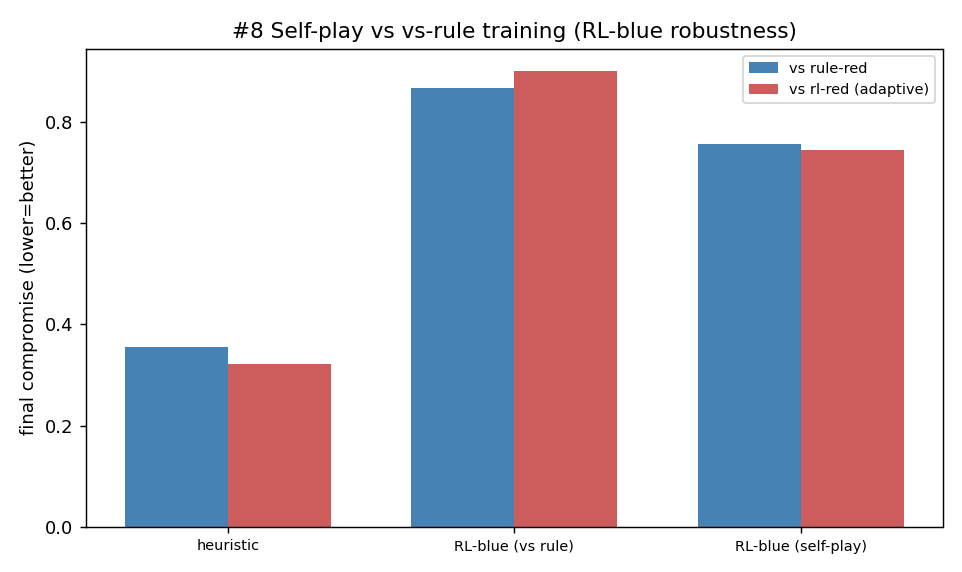 #8 Self-play vs vs-rule training (RL-blue robustness)
vs rule-red
vs rl-red (adaptive)
final compromise (lower=better)
0.8
0.6
0.4
0.2
0.0
heuristic
RL-blue (vs rule)
RL-blue (self-play)